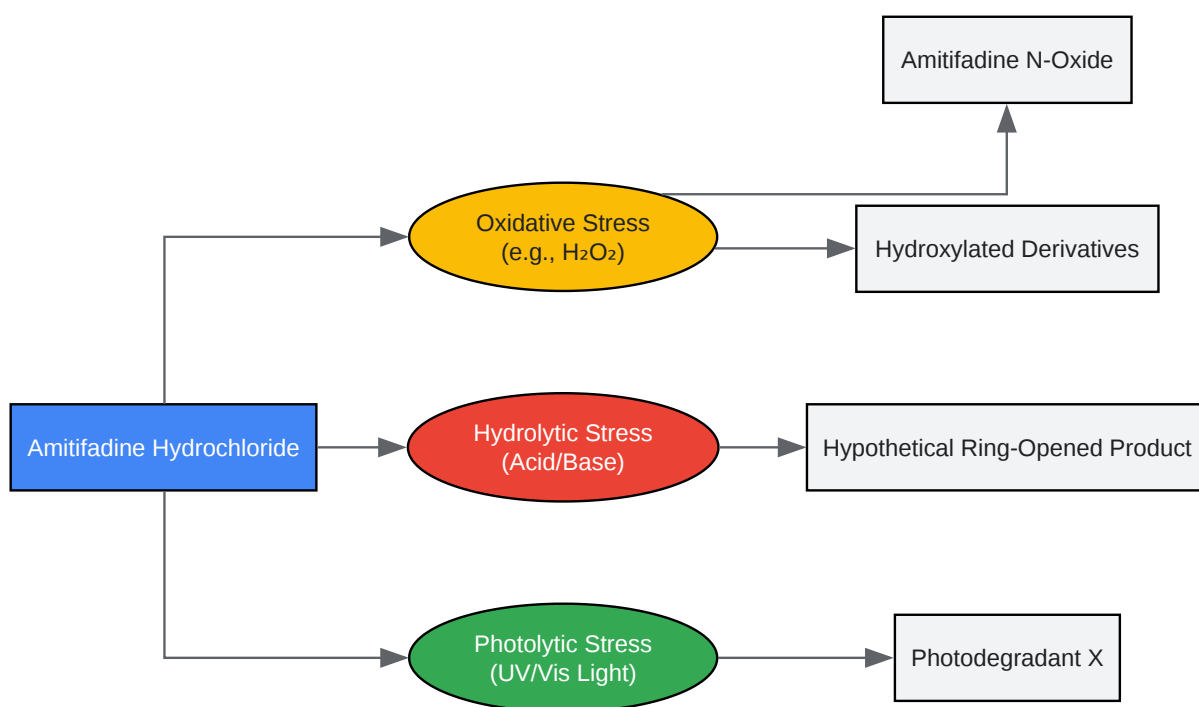 Amitifadine N-Oxide
Oxidative Stress
(e.g., H₂O₂)
Hydroxylated Derivatives
Amitifadine Hydrochloride
Hydrolytic Stress
(Acid/Base)
Hypothetical Ring-Opened Product
Photolytic Stress
(UV/Vis Light)
Photodegradant X